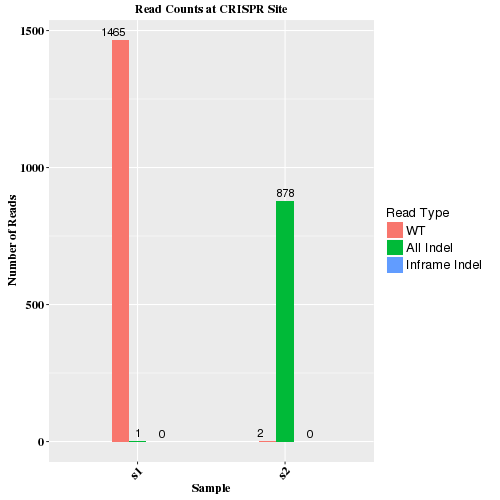 Read Counts at CRISPR Site
1500
1000
500
0
Number of Reads
1465
1
0
2
878
0
s1
s2
Sample
Read Type
WT
All Indel
Inframe Indel